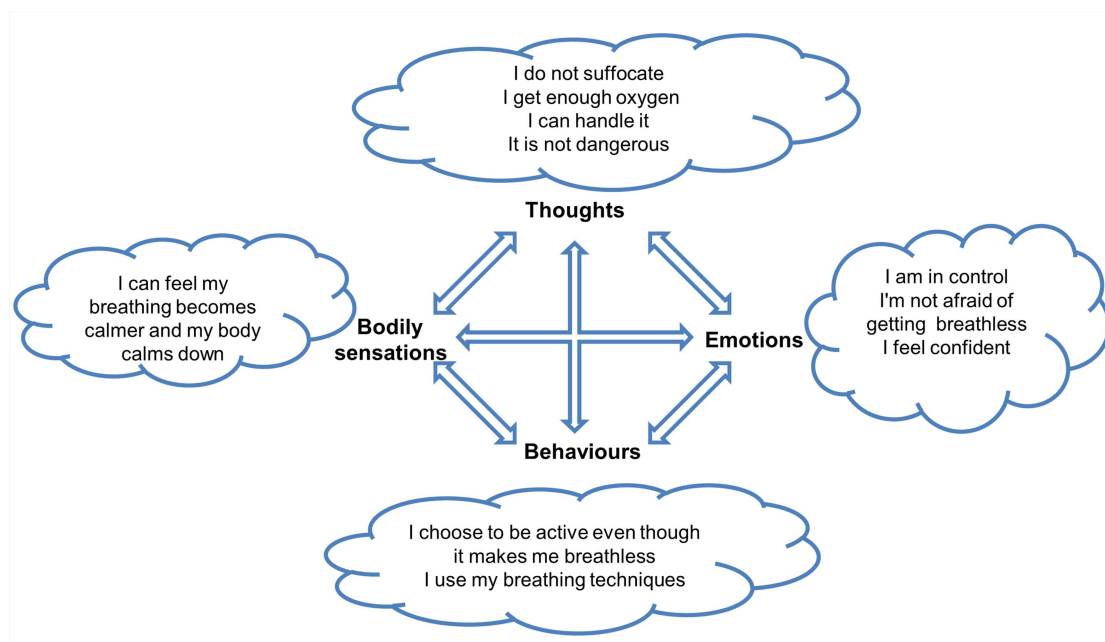 I do not suffocate
I get enough oxygen
I can handle it
It is not dangerous
Thoughts
I can feel my
breathing becomes
calmer and my body
calms down
Bodily
sensations
Emotions
I am in control
I'm not afraid of
getting breathless
I feel confident
Behaviours
I choose to be active even though
it makes me breathless
I use my breathing techniques